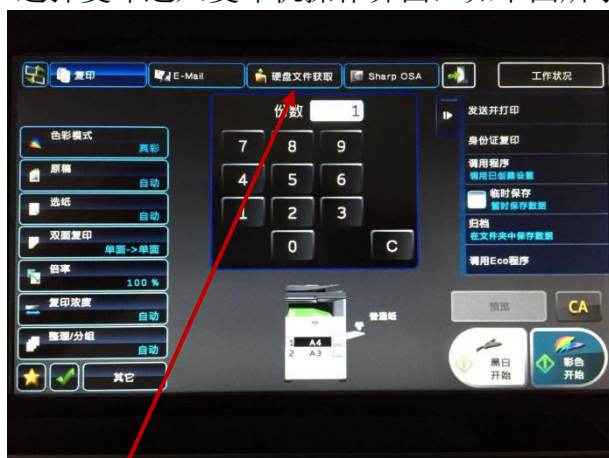 复印
E-Mail
硬盘文件获取
Sharp OSA
工作状况
份数 1
色彩模式
真彩
原稿
自动
选纸
自动
双面复印
单面->单面
倍率
100 %
复印浓度
自动
整理/分组
自动
其它
7 8 9
4 5 6
1 2 3
0 C
普通纸
1 A4
2 A3
发送并打印
身份证复印
调用程序
调用已创建设置
临时保存
暂时保存数据
归档
在文件夹中保存数据
调用Eco程序
预览
CA
黑白
开始
彩色
开始